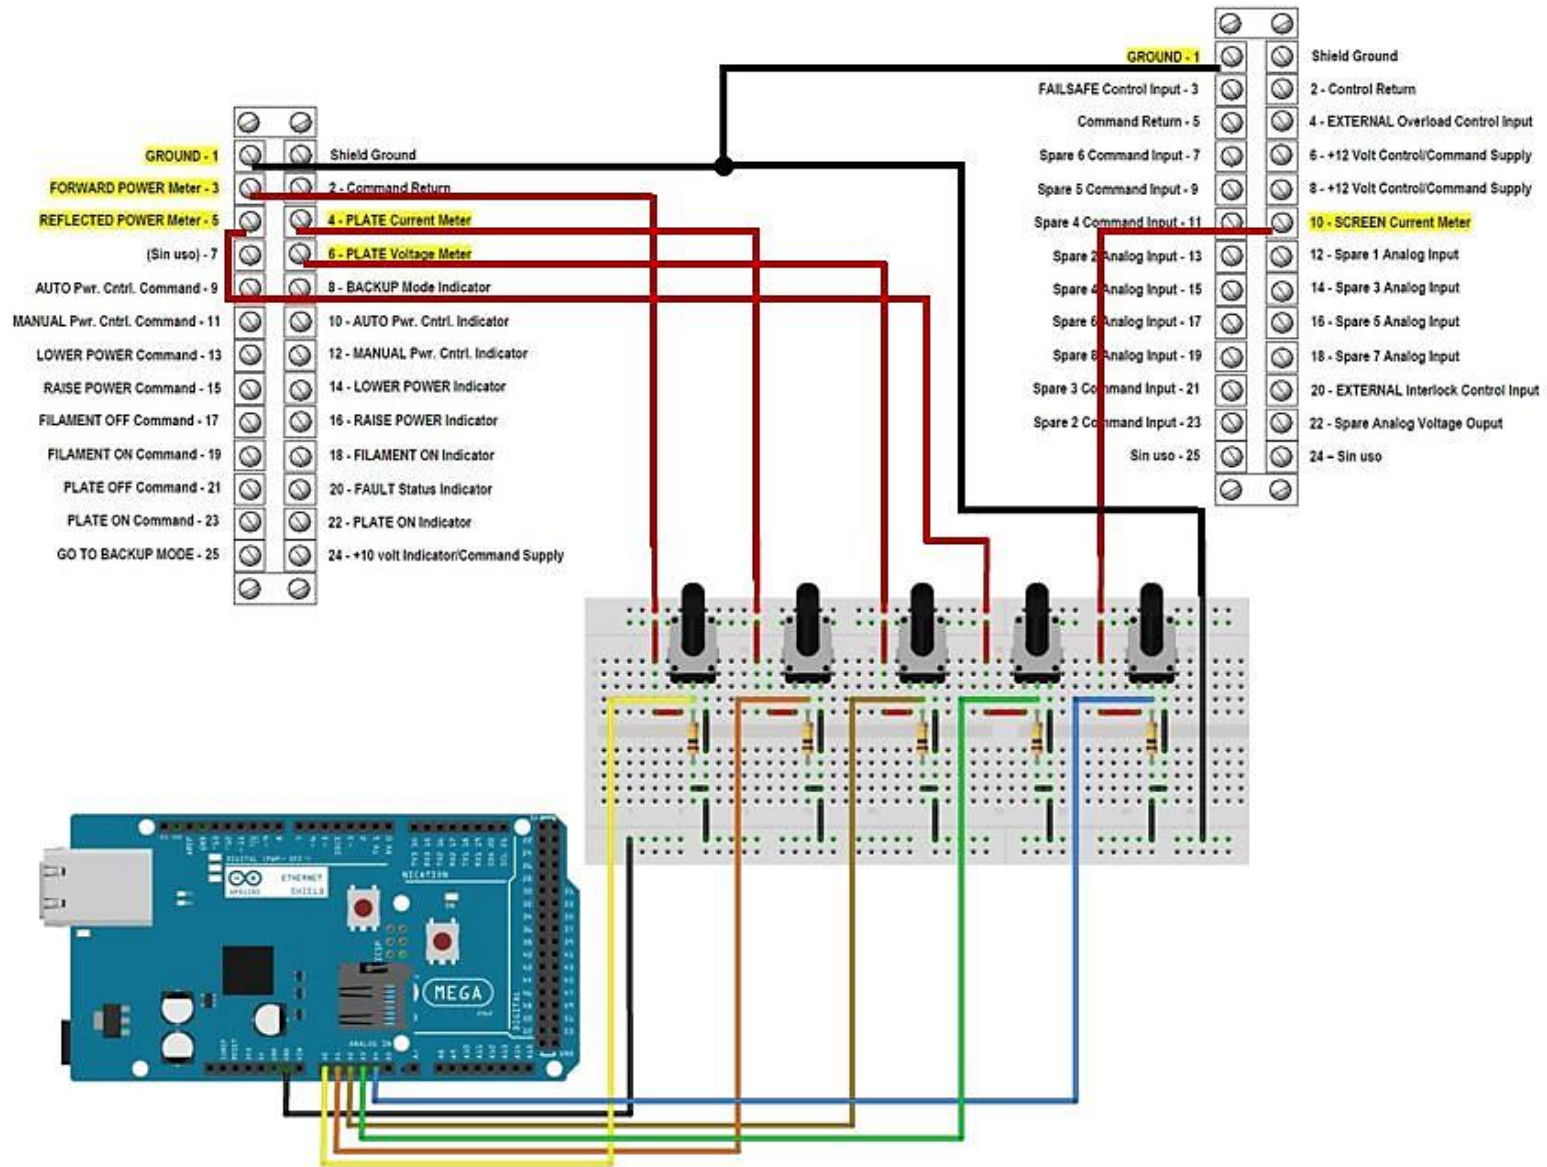 GROUND - 1
Shield Ground
FORWARD POWER Meter - 3
2 - Command Return
REFLECTED POWER Meter - 5
4 - PLATE Current Meter
(Sin uso) - 7
6 - PLATE Voltage Meter
AUTO Pwr. Cntrl. Command - 9
8 - BACKUP Mode Indicator
MANUAL Pwr. Cntrl. Command - 11
10 - AUTO Pwr. Cntrl. Indicator
LOWER POWER Command - 13
12 - MANUAL Pwr. Cntrl. Indicator
RAISE POWER Command - 15
14 - LOWER POWER Indicator
FILAMENT OFF Command - 17
16 - RAISE POWER Indicator
FILAMENT ON Command - 19
18 - FILAMENT ON Indicator
PLATE OFF Command - 21
20 - FAULT Status Indicator
PLATE ON Command - 23
22 - PLATE ON Indicator
GO TO BACKUP MODE - 25
24 - +10 volt Indicator/Command Supply
GROUND - 1
Shield Ground
FAILSAFE Control Input - 3
2 - Control Return
Command Return - 5
4 - EXTERNAL Overload Control Input
Spare 6 Command Input - 7
6 - +12 Volt Control/Command Supply
Spare 5 Command Input - 9
8 - +12 Volt Control/Command Supply
Spare 4 Command Input - 11
10 - SCREEN Current Meter
Spare 2 Analog Input - 13
12 - Spare 1 Analog Input
Spare 4 Analog Input - 15
14 - Spare 3 Analog Input
Spare 6 Analog Input - 17
16 - Spare 5 Analog Input
Spare 8 Analog Input - 19
18 - Spare 7 Analog Input
Spare 3 Command Input - 21
20 - EXTERNAL Interlock Control Input
Spare 2 Command Input - 23
22 - Spare Analog Voltage Ouput
Sin uso - 25
24 – Sin uso
ETHERNET
SHIELD
ARDUINO
NICATION
ICSP
MEGA
DIGITAL
ANALOG IN